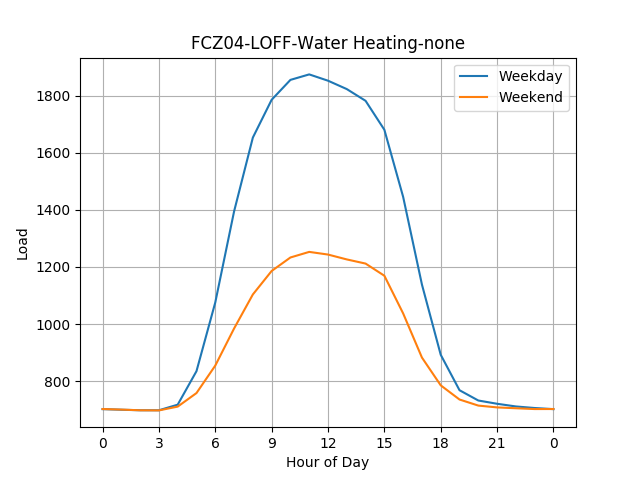 FCZ04-LOFF-Water Heating-none
Weekday
Weekend
Load
1800
1600
1400
1200
1000
800
0 3 6 9 12 15 18 21 0
Hour of Day